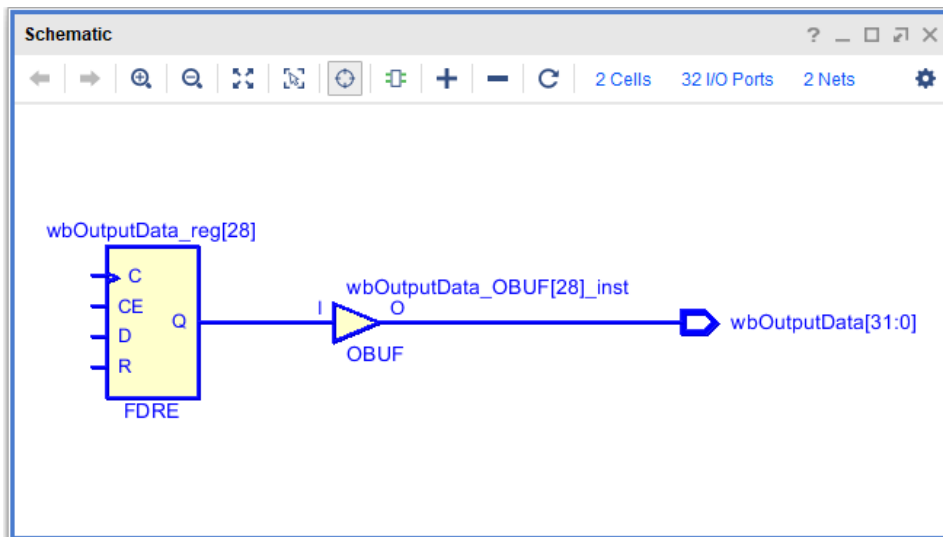 Schematic
2 Cells 32 I/O Ports 2 Nets
wbOutputData_reg[28]
C
CE
D
R
Q
FDRE
wbOutputData_OBUF[28]_inst
I
O
OBUF
wbOutputData[31:0]